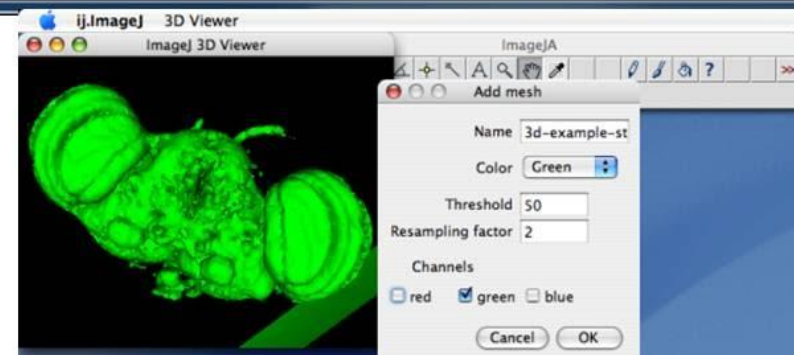 ij.ImageJ 3D Viewer
ImageJ 3D Viewer
ImageJA
A ?
>>
Add mesh
Name 3d-example-st
Color Green
Threshold 50
Resampling factor 2
Channels
red green blue
Cancel OK